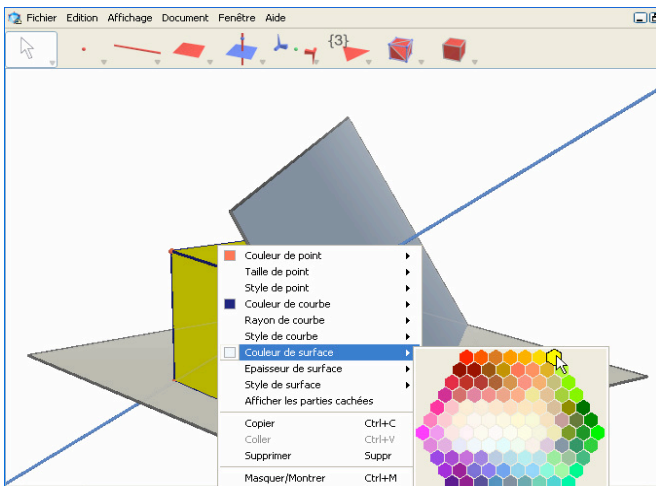 Fichier Edition Affichage Document Fenêtre Aide
{3}
Couleur de point
Taille de point
Style de point
Couleur de courbe
Rayon de courbe
Style de courbe
Couleur de surface
Epaisseur de surface
Style de surface
Afficher les parties cachées
Copier Ctrl+C
Coller Ctrl+V
Supprimer Suppr
Masquer/Montrer Ctrl+M